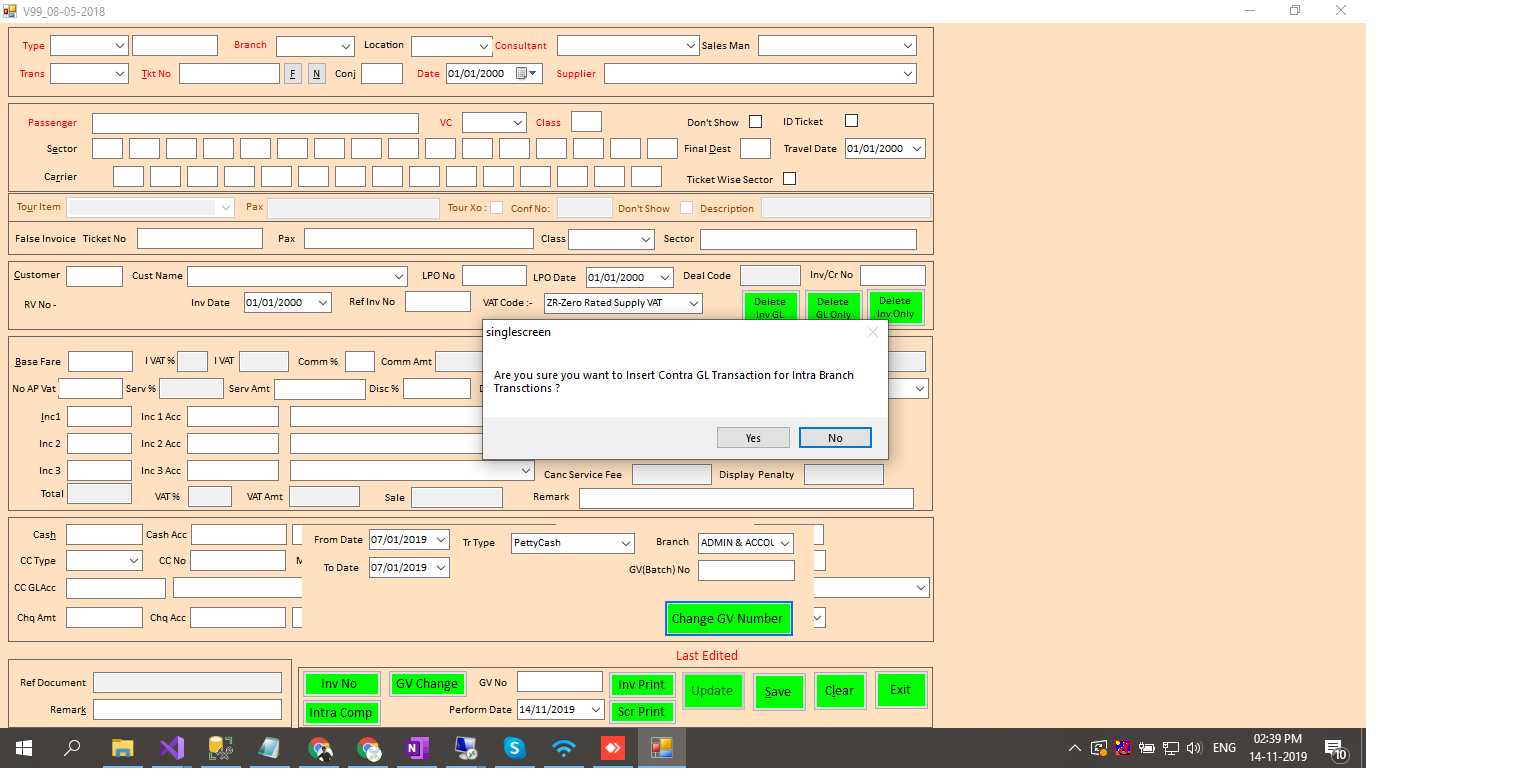 V99_08-05-2018
Type Branch Location Consultant Sales Man
Trans Tkt No F N Conj Date 01/01/2000 Supplier
Passenger VC Class Don't Show ID Ticket
Sector Final Dest Travel Date 01/01/2000
Carrier Ticket Wise Sector
Tour Item Pax Tour Xo : Conf No: Don't Show Description
False Invoice Ticket No Pax Class Sector
Customer Cust Name LPO No LPO Date 01/01/2000 Deal Code Inv/Cr No
RV No - Inv Date 01/01/2000 Ref Inv No VAT Code :- ZR-Zero Rated Supply VAT
Delete Inv GL
Delete GL Only
Delete Inv Only
singlescreen
Are you sure you want to Insert Contra GL Transaction for Intra Branch
Transctions ?
Yes No
Base Fare I VAT % I VAT Comm % Comm Amt
No AP Vat Serv % Serv Amt Disc %
Inc1 Inc 1 Acc
Inc 2 Inc 2 Acc
Inc 3 Inc 3 Acc Canc Service Fee Display Penalty
Total VAT % VAT Amt Sale Remark
Cash Cash Acc
CC Type CC No
CC GLAcc
Chq Amt Chq Acc
From Date 07/01/2019 Tr Type PettyCash Branch ADMIN & ACCOU
To Date 07/01/2019 GV(Batch) No
Change GV Number
Last Edited
Ref Document
Remark
Inv No GV Change GV No Inv Print Update Save Clear Exit
Intra Comp Perform Date 14/11/2019 Scr Print
ENG
02:39 PM
14-11-2019
10